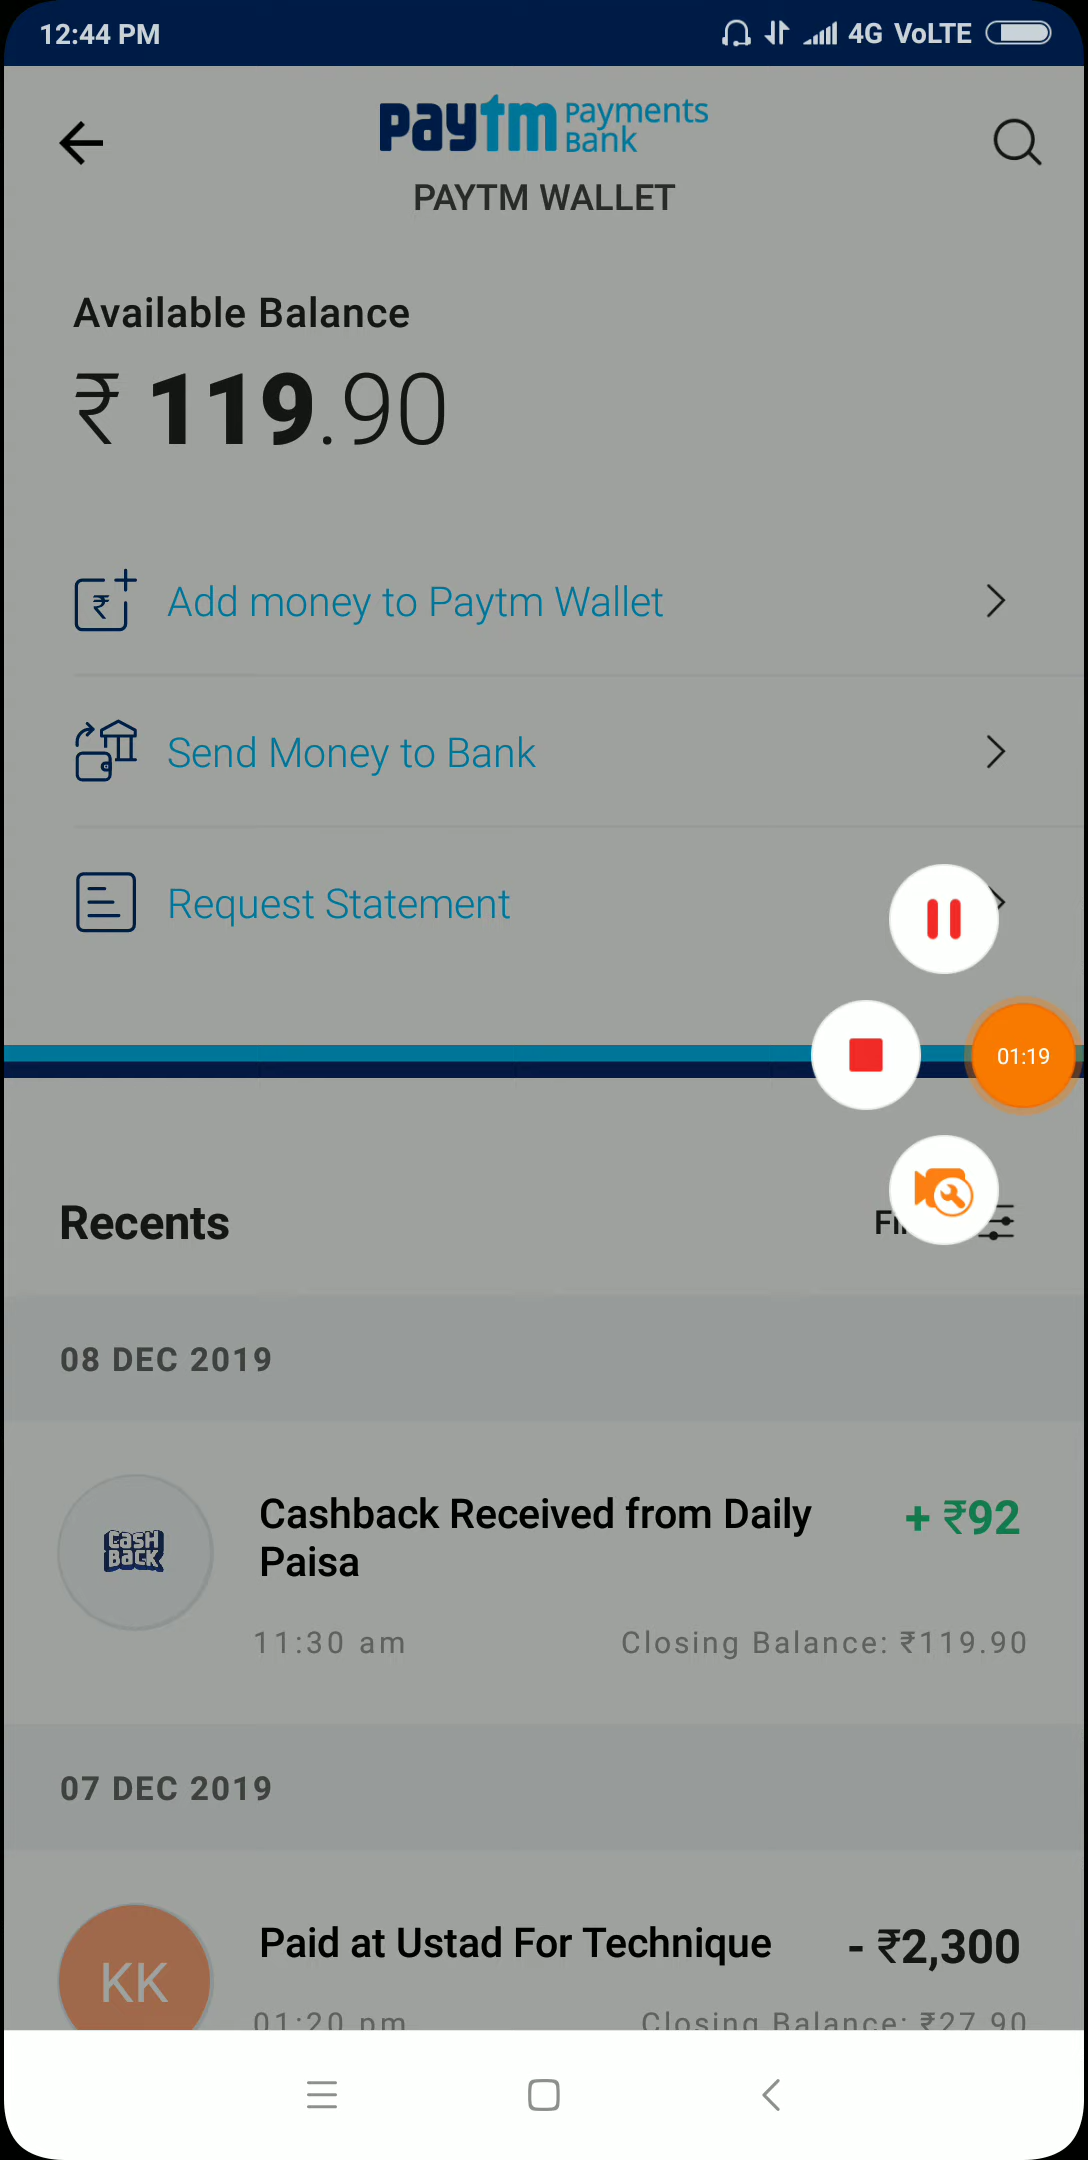 12:44 PM
4G VoLTE
paytm Payments
Bank
PAYTM WALLET
Available Balance
₹ 119.90
₹
Add money to Paytm Wallet
Send Money to Bank
Request Statement
01:19
Recents
08 DEC 2019
Cashback Received from Daily
Paisa
+ ₹92
CASH
BACK
11:30 am
Closing Balance: ₹119.90
07 DEC 2019
Paid at Ustad For Technique
- ₹2,300
KK
01:20 pm
Closing Balance: ₹27.90